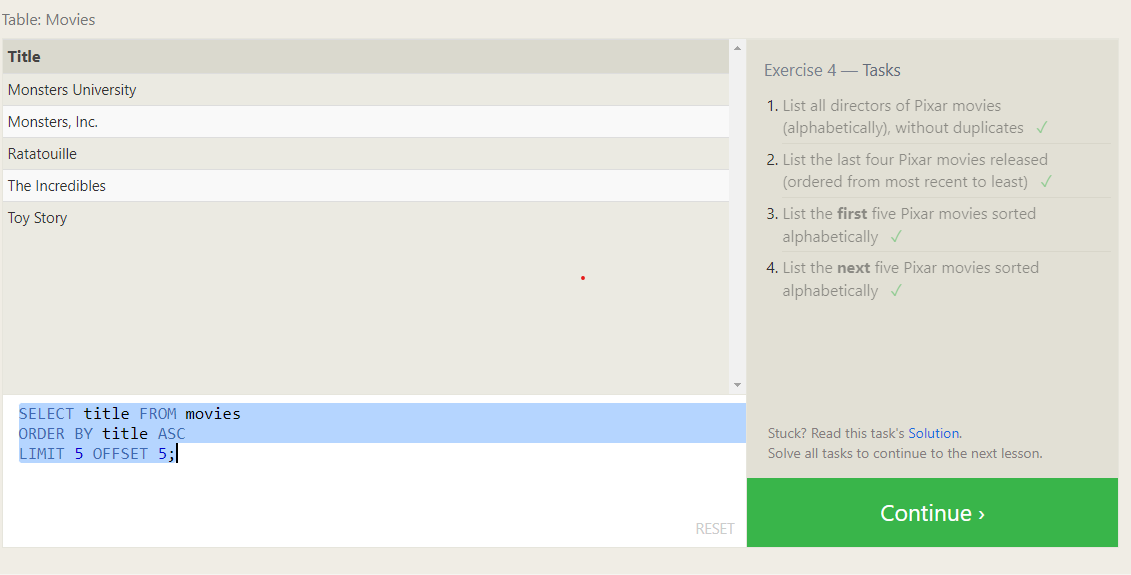 Table: Movies
Title
Monsters University
Monsters, Inc.
Ratatouille
The Incredibles
Toy Story
SELECT title FROM movies
ORDER BY title ASC
LIMIT 5 OFFSET 5;
RESET
Exercise 4 — Tasks
1. List all directors of Pixar movies
(alphabetically), without duplicates ✓
2. List the last four Pixar movies released
(ordered from most recent to least) ✓
3. List the first five Pixar movies sorted
alphabetically ✓
4. List the next five Pixar movies sorted
alphabetically ✓
Stuck? Read this task's Solution.
Solve all tasks to continue to the next lesson.
Continue ›